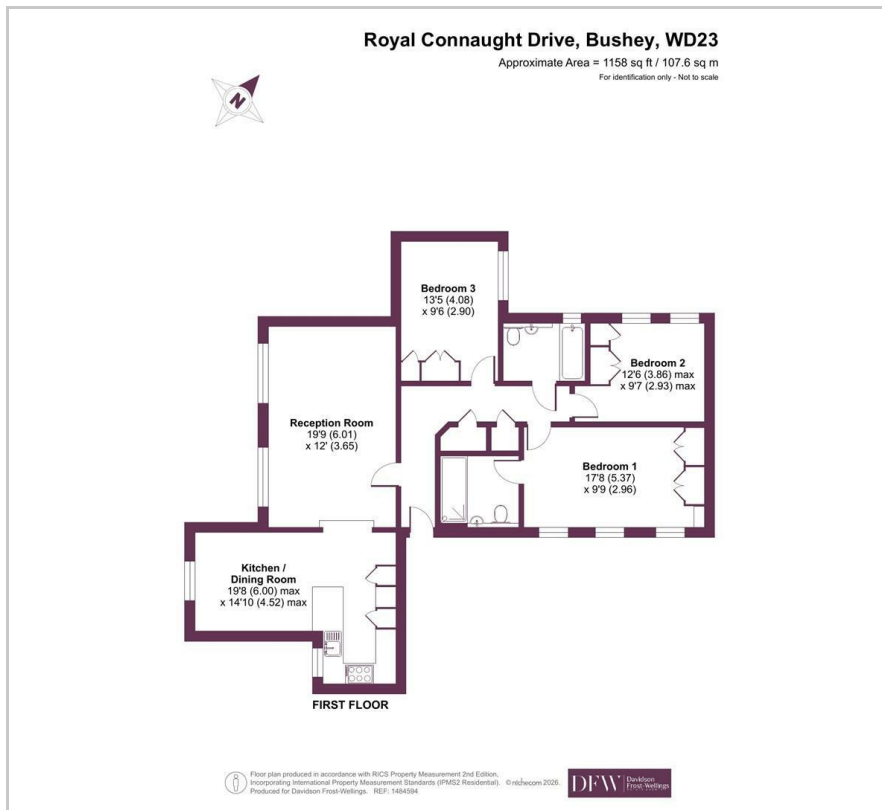 Royal Connaught Drive, Bushey, WD23
Approximate Area = 1158 sq ft / 107.6 sq m
For identification only - Not to scale
N
Bedroom 3
13'5 (4.08)
x 9'6 (2.90)
Bedroom 2
12'6 (3.86) max
x 9'7 (2.93) max
Reception Room
19'9 (6.01)
x 12' (3.65)
Bedroom 1
17'8 (5.37)
x 9'9 (2.96)
Kitchen /
Dining Room
19'8 (6.00) max
x 14'10 (4.52) max
FIRST FLOOR
Floor plan produced in accordance with RICS Property Measurement 2nd Edition,
Incorporating International Property Measurement Standards (IPMS2 Residential). ©nichecom 2026.
Produced for Davidson Frost-Wellings. REF: 1484594
DFW
Davidson
Frost-Wellings